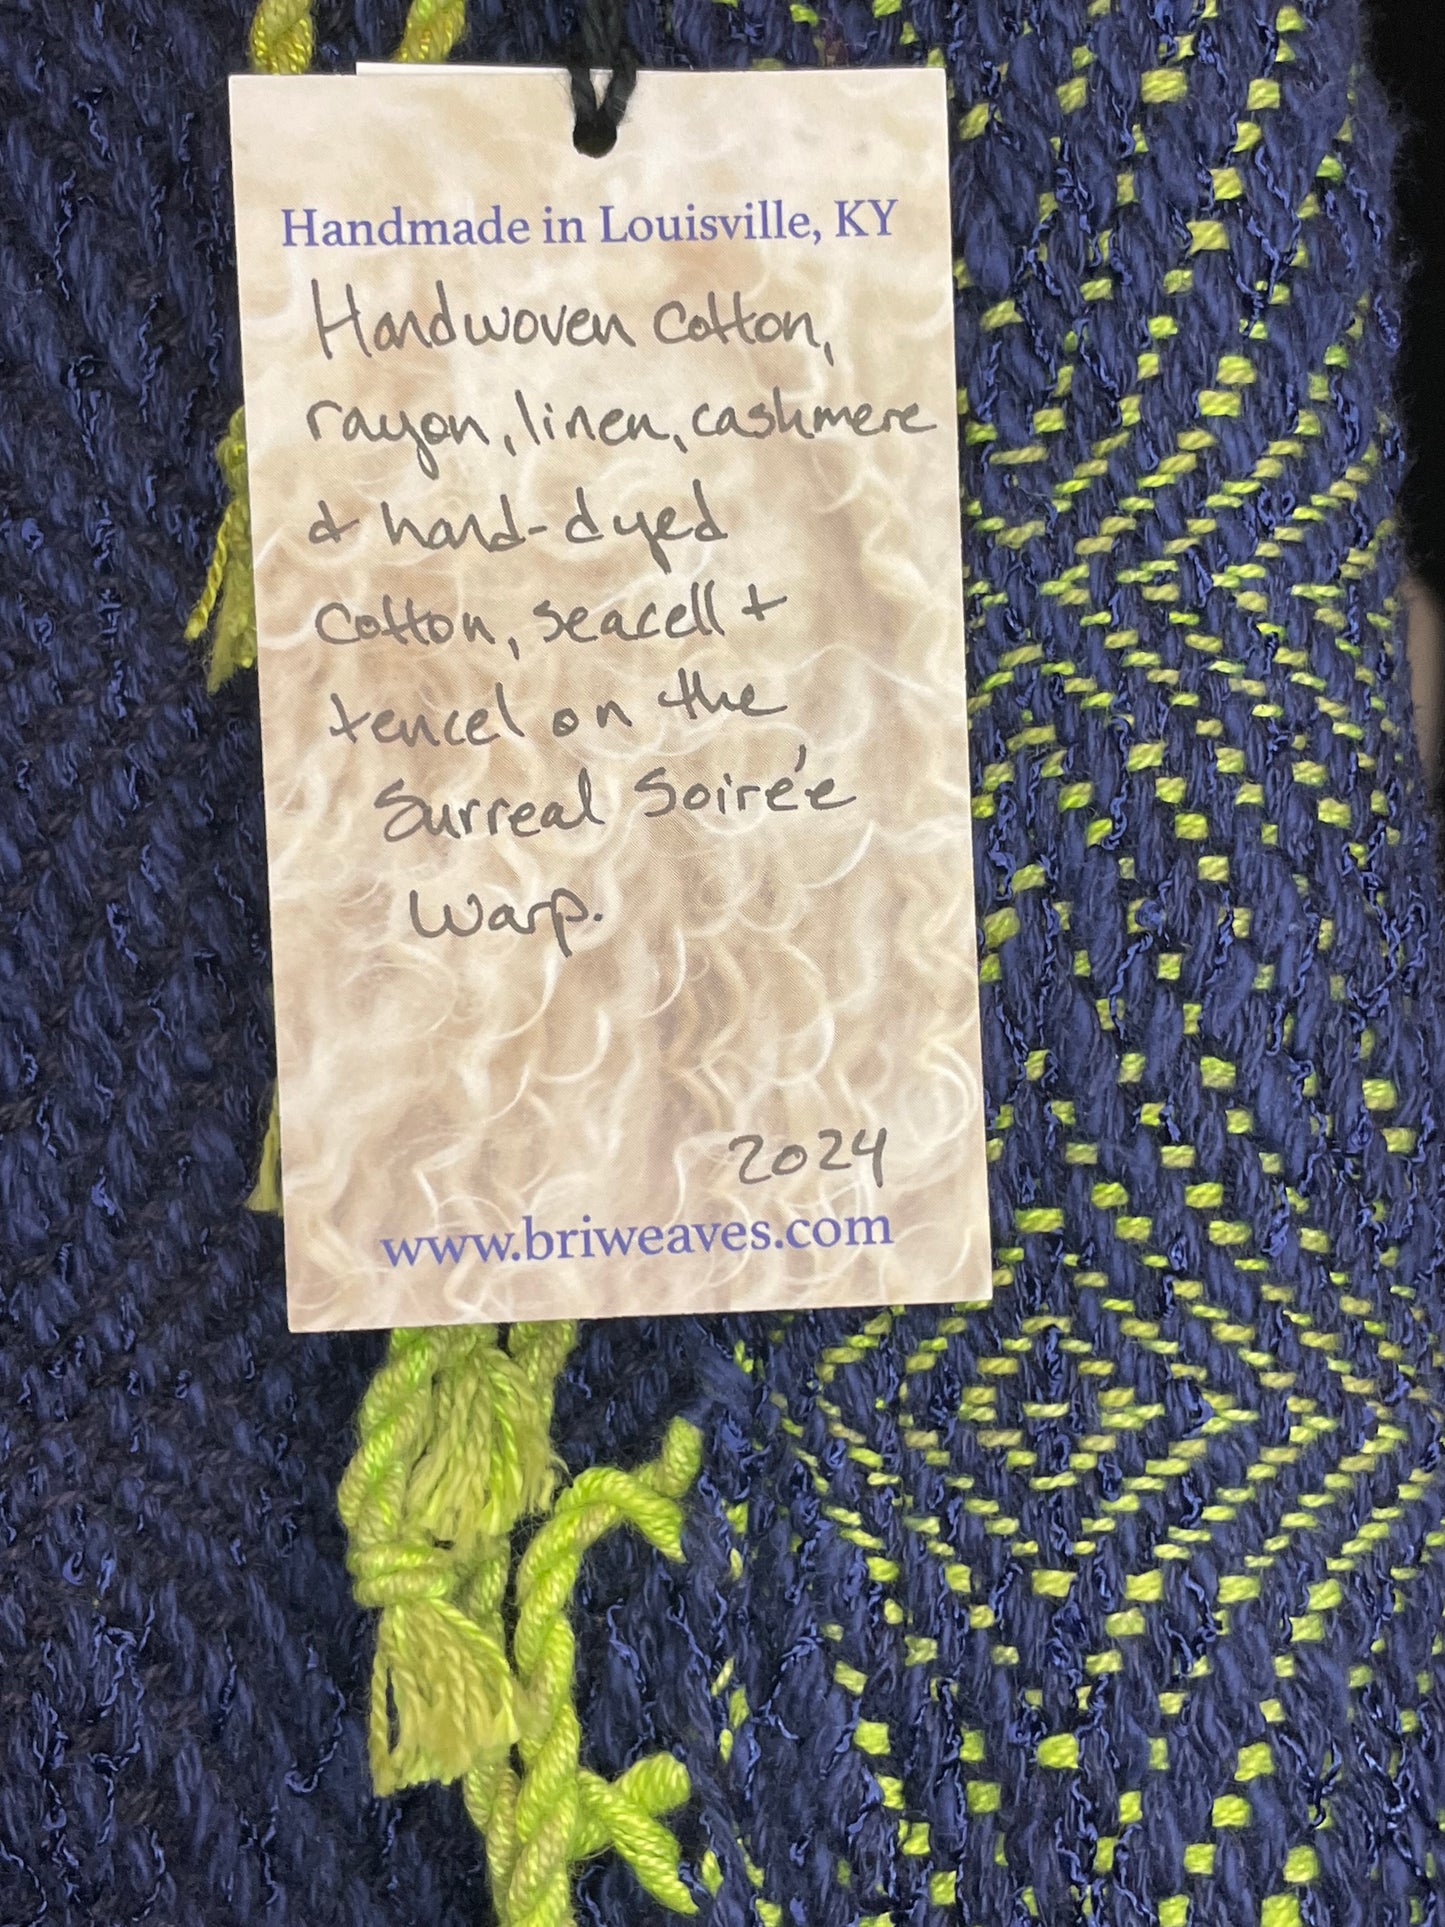 Handmade in Louisville, KY
Handwoven cotton,
rayon, linen, cashmere
& hand-dyed
cotton, seacell +
tencel on the
Surreal Soirée
Warp.
2024
www.briweaves.com